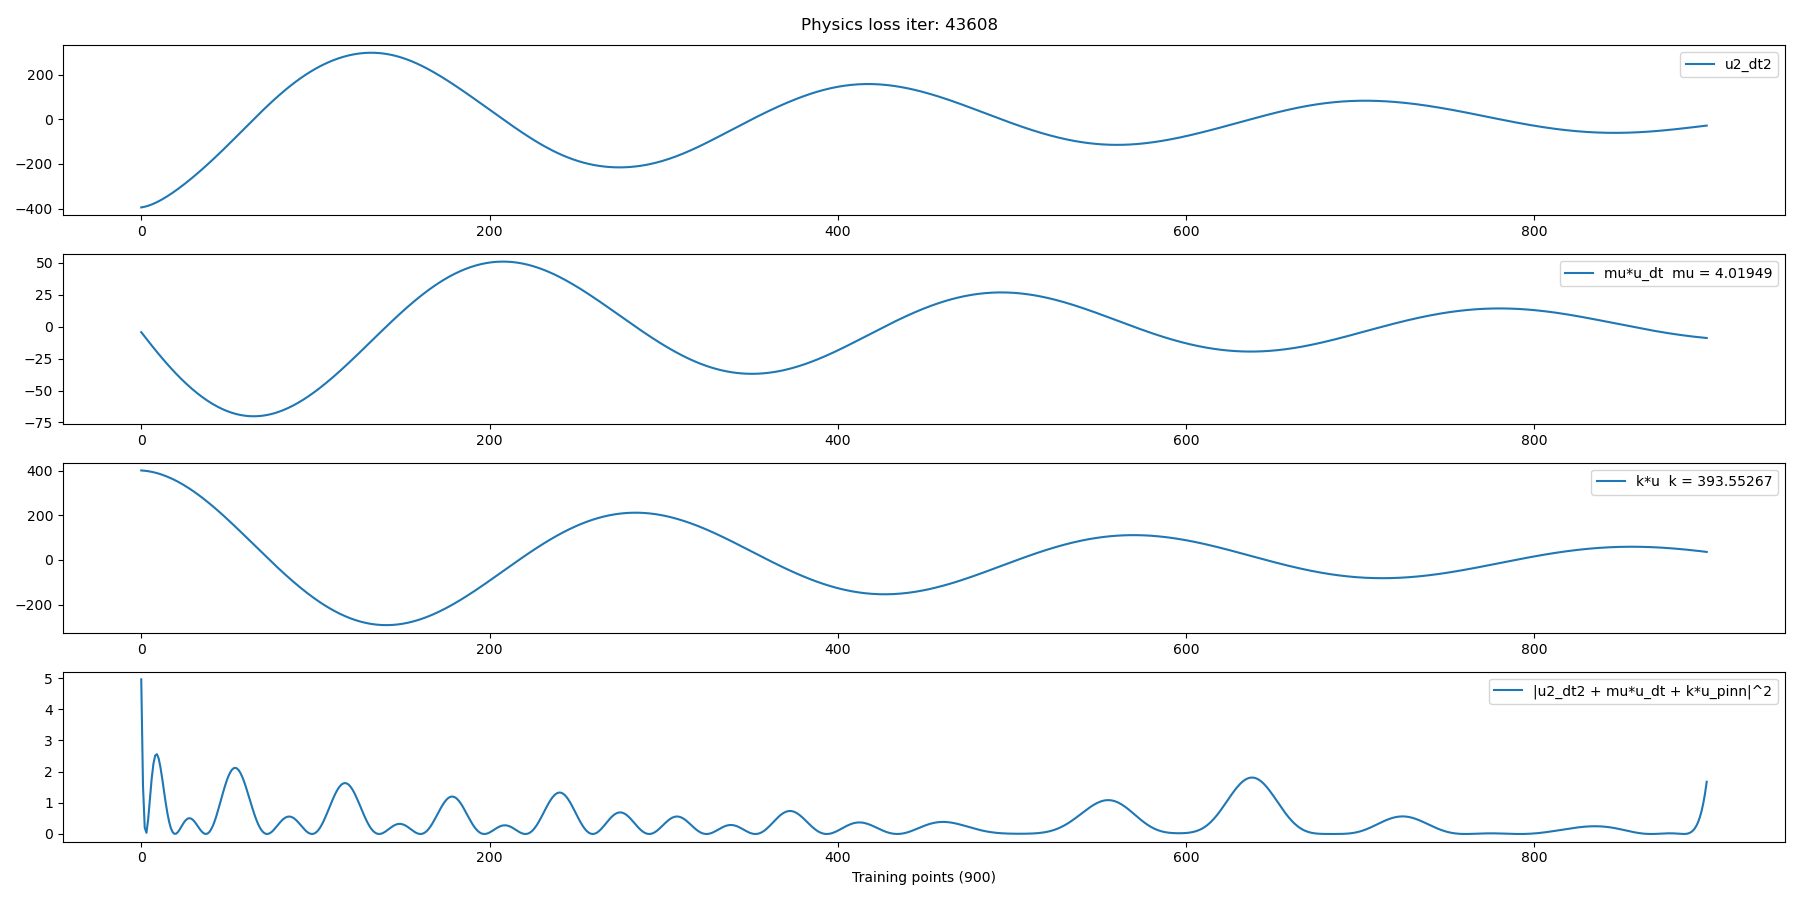 Physics loss iter: 43608
200
0
−200
−400
u2_dt2
0 200 400 600 800
50
25
0
−25
−50
−75
mu*u_dt mu = 4.01949
0 200 400 600 800
400
200
0
−200
k*u k = 393.55267
0 200 400 600 800
5
4
3
2
1
0
|u2_dt2 + mu*u_dt + k*u_pinn|^2
0 200 400 600 800
Training points (900)